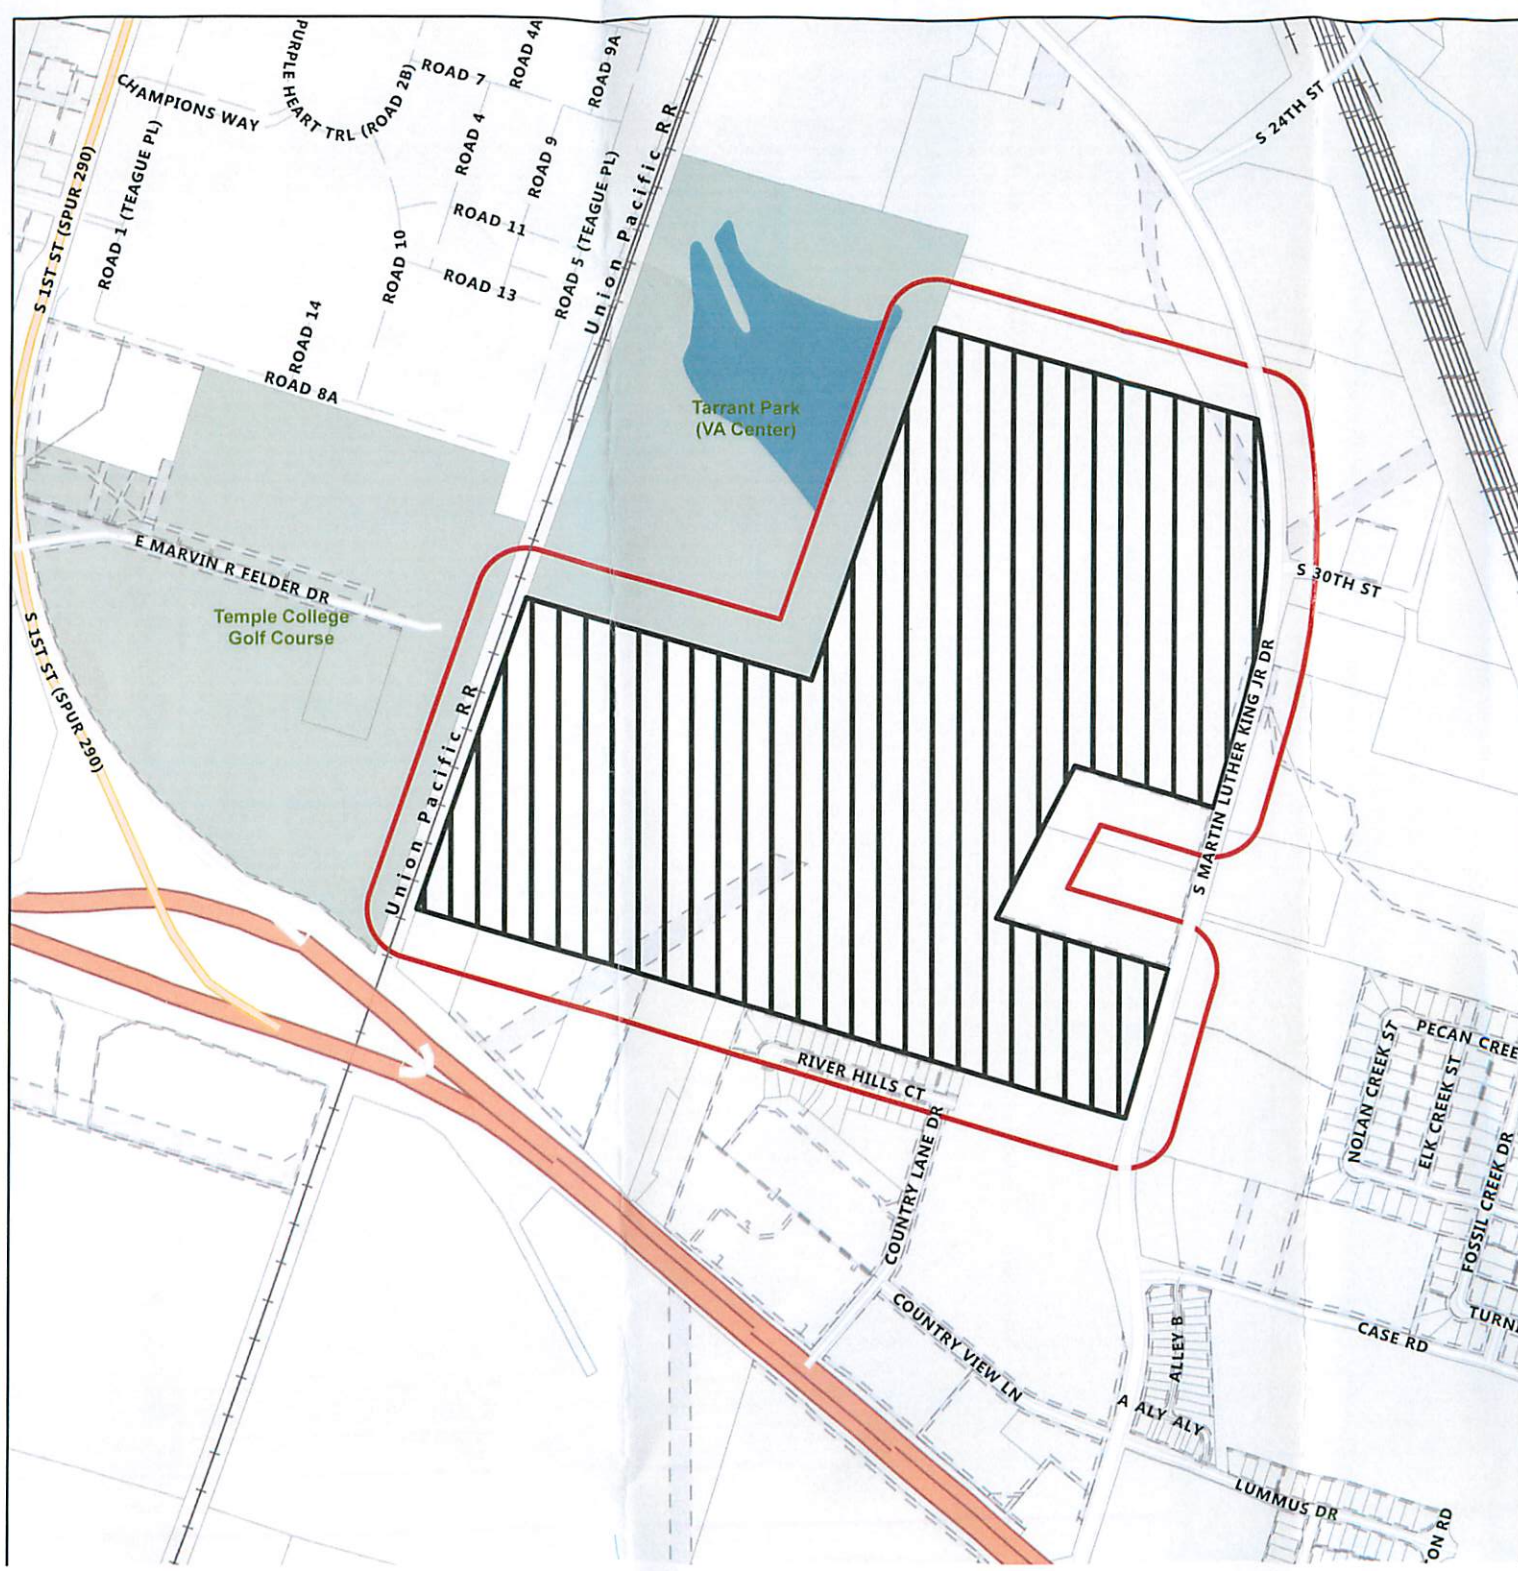 PURPLE HEART TRL (ROAD 2B)
CHAMPIONS WAY
ROAD 7
ROAD 4A
ROAD 9A
ROAD 4
ROAD 9
ROAD 1 (TEAGUE PL)
S 1ST ST (SPUR 290)
ROAD 11
ROAD 5 (TEAGUE PL)
Union Pacific RR
ROAD 10
ROAD 13
ROAD 14
ROAD 8A
S 24TH ST
Tarrant Park
(VA Center)
E MARVIN R FELDER DR
Temple College
Golf Course
S 1ST ST (SPUR 290)
S 30TH ST
Union Pacific RR
S MARTIN LUTHER KING JR DR
RIVER HILLS CT
COUNTRY LANE DR
PECAN CREE
NOLAN CREEK ST
ELK CREEK ST
FOSSIL CREEK DR
TURN
COUNTRY VIEW LN
CASE RD
ALLEY B
A ALY ALY
LUMMUS DR
ON RD